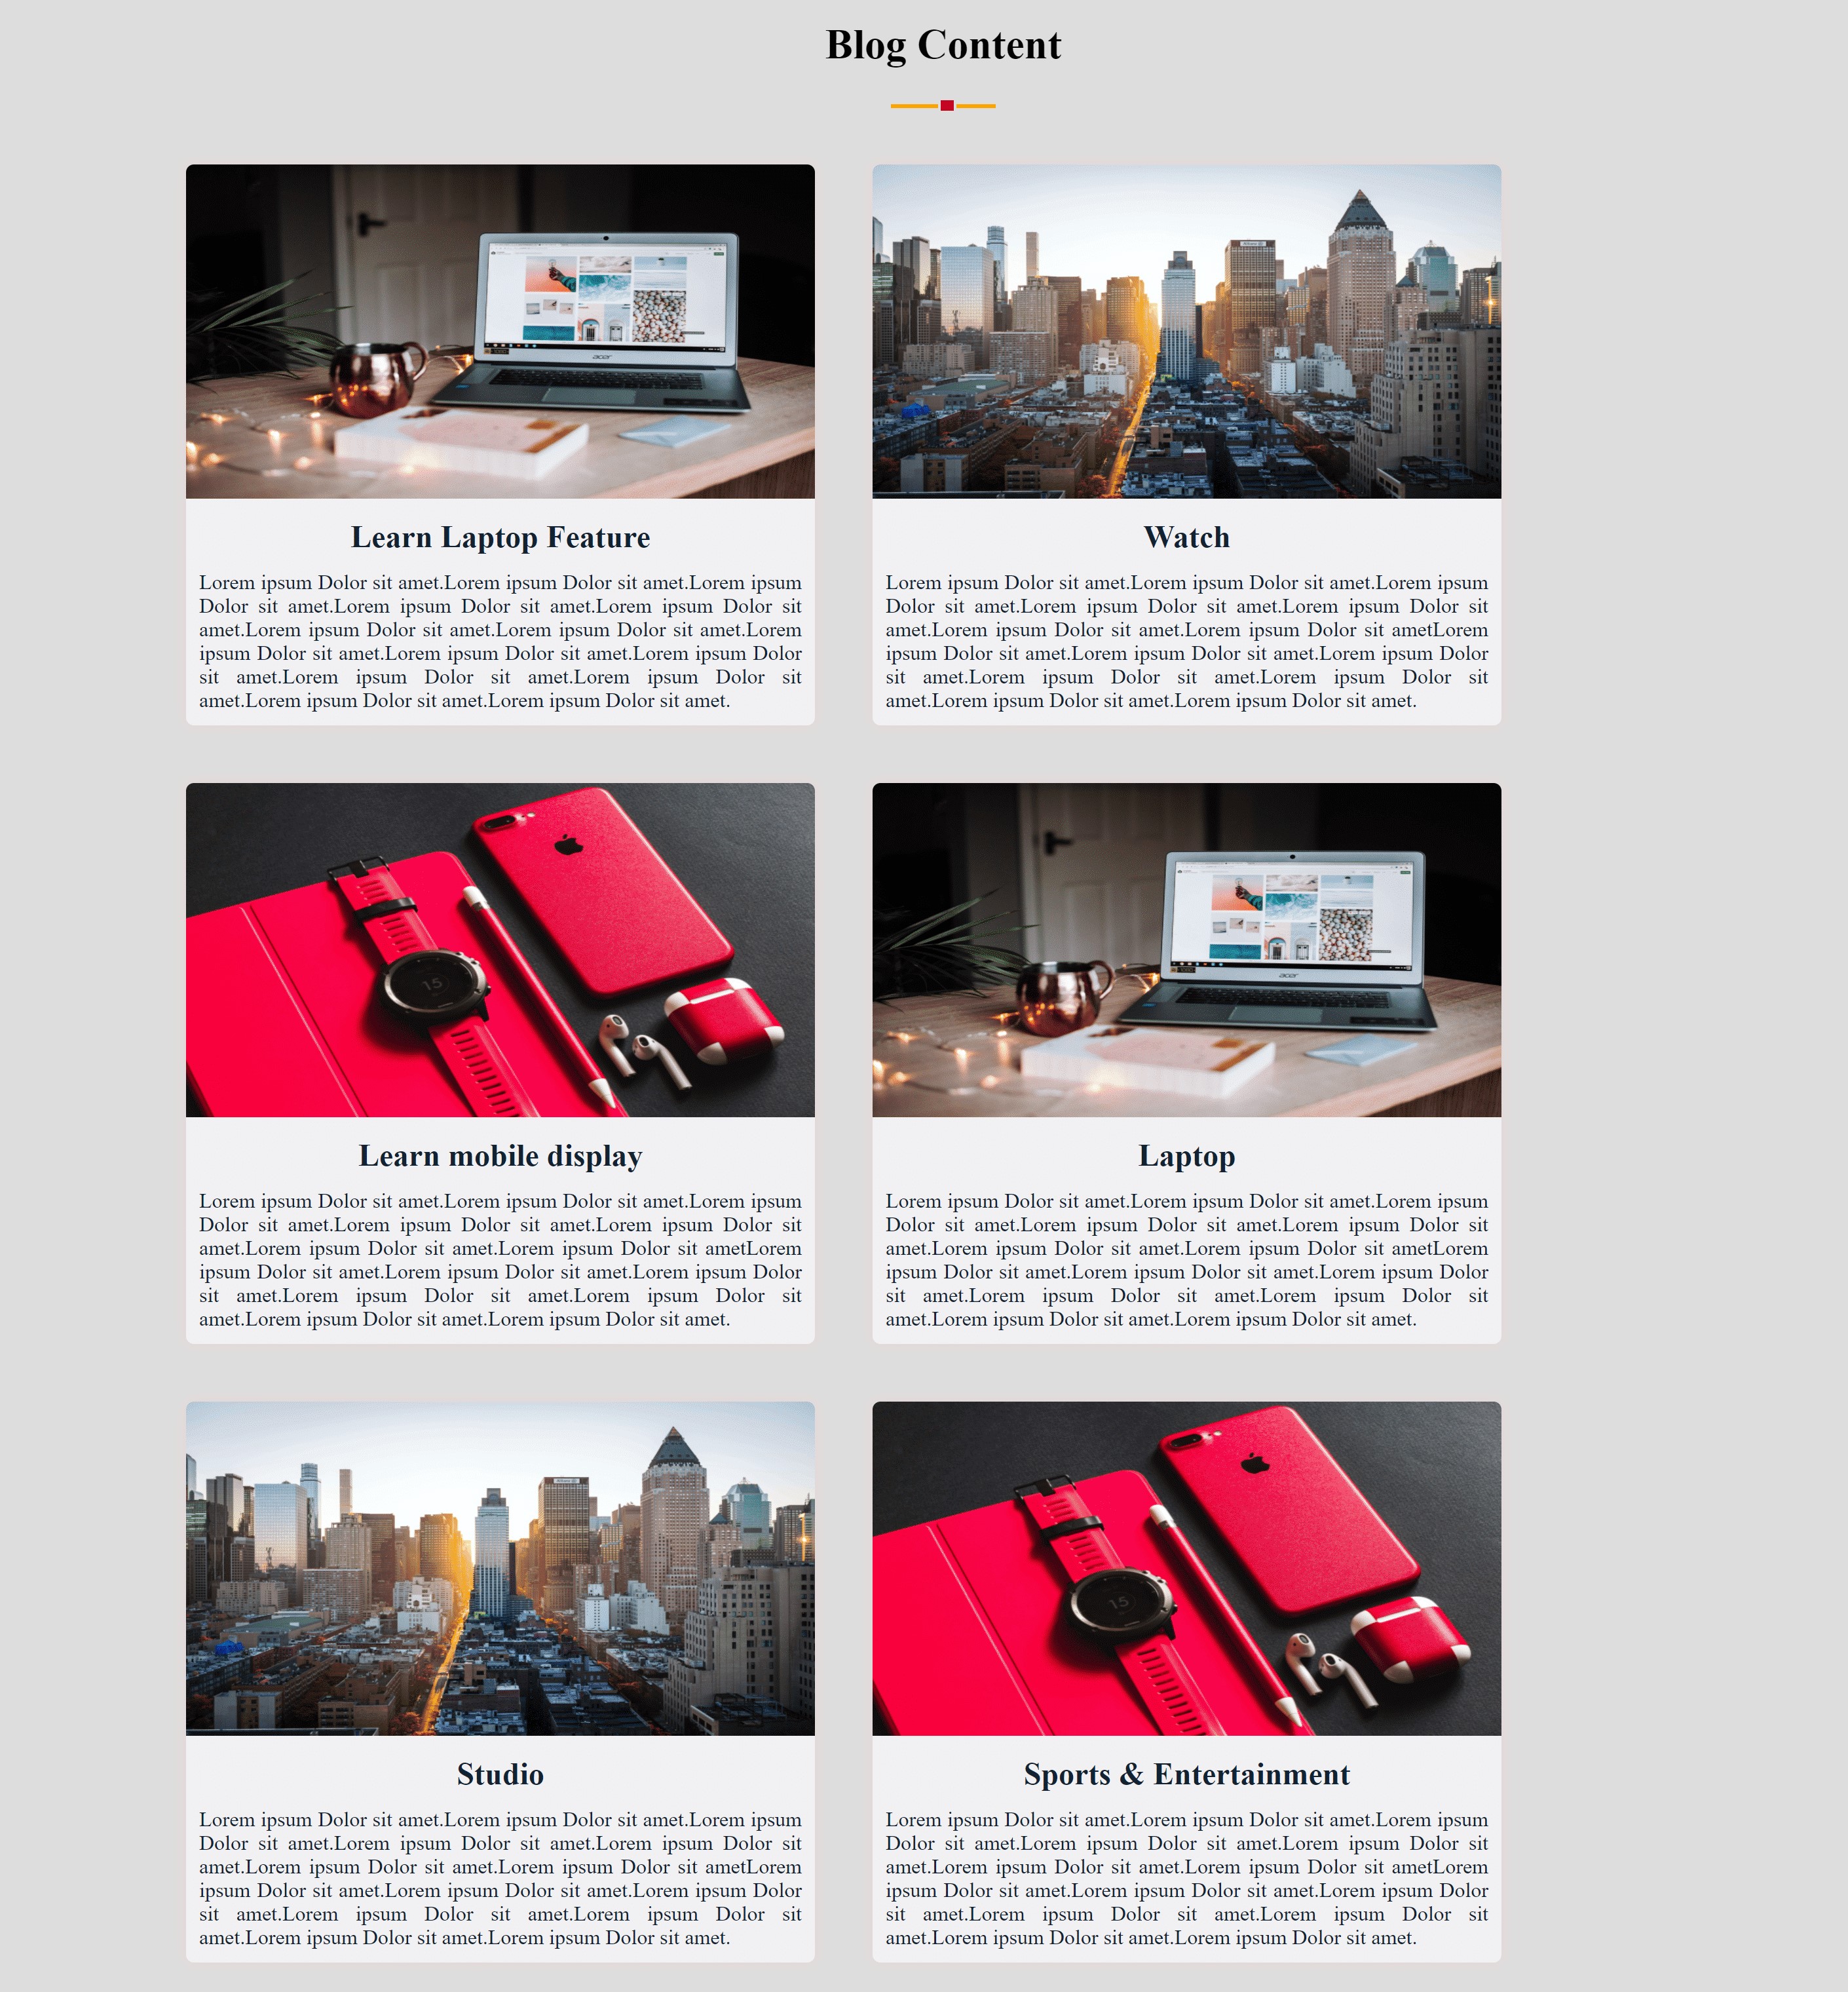 Blog Content
acer
Learn Laptop Feature
Lorem ipsum Dolor sit amet.Lorem ipsum Dolor sit amet.Lorem ipsum
Dolor sit amet.Lorem ipsum Dolor sit amet.Lorem ipsum Dolor sit
amet.Lorem ipsum Dolor sit amet.Lorem ipsum Dolor sit amet.Lorem
ipsum Dolor sit amet.Lorem ipsum Dolor sit amet.Lorem ipsum Dolor
sit amet.Lorem ipsum Dolor sit amet.Lorem ipsum Dolor sit
amet.Lorem ipsum Dolor sit amet.Lorem ipsum Dolor sit amet.
Watch
Lorem ipsum Dolor sit amet.Lorem ipsum Dolor sit amet.Lorem ipsum
Dolor sit amet.Lorem ipsum Dolor sit amet.Lorem ipsum Dolor sit
amet.Lorem ipsum Dolor sit amet.Lorem ipsum Dolor sit ametLorem
ipsum Dolor sit amet.Lorem ipsum Dolor sit amet.Lorem ipsum Dolor
sit amet.Lorem ipsum Dolor sit amet.Lorem ipsum Dolor sit
amet.Lorem ipsum Dolor sit amet.Lorem ipsum Dolor sit amet.
15
Learn mobile display
Lorem ipsum Dolor sit amet.Lorem ipsum Dolor sit amet.Lorem ipsum
Dolor sit amet.Lorem ipsum Dolor sit amet.Lorem ipsum Dolor sit
amet.Lorem ipsum Dolor sit amet.Lorem ipsum Dolor sit ametLorem
ipsum Dolor sit amet.Lorem ipsum Dolor sit amet.Lorem ipsum Dolor
sit amet.Lorem ipsum Dolor sit amet.Lorem ipsum Dolor sit
amet.Lorem ipsum Dolor sit amet.Lorem ipsum Dolor sit amet.
acer
Laptop
Lorem ipsum Dolor sit amet.Lorem ipsum Dolor sit amet.Lorem ipsum
Dolor sit amet.Lorem ipsum Dolor sit amet.Lorem ipsum Dolor sit
amet.Lorem ipsum Dolor sit amet.Lorem ipsum Dolor sit ametLorem
ipsum Dolor sit amet.Lorem ipsum Dolor sit amet.Lorem ipsum Dolor
sit amet.Lorem ipsum Dolor sit amet.Lorem ipsum Dolor sit
amet.Lorem ipsum Dolor sit amet.Lorem ipsum Dolor sit amet.
Studio
Lorem ipsum Dolor sit amet.Lorem ipsum Dolor sit amet.Lorem ipsum
Dolor sit amet.Lorem ipsum Dolor sit amet.Lorem ipsum Dolor sit
amet.Lorem ipsum Dolor sit amet.Lorem ipsum Dolor sit ametLorem
ipsum Dolor sit amet.Lorem ipsum Dolor sit amet.Lorem ipsum Dolor
sit amet.Lorem ipsum Dolor sit amet.Lorem ipsum Dolor sit
amet.Lorem ipsum Dolor sit amet.Lorem ipsum Dolor sit amet.
15
Sports & Entertainment
Lorem ipsum Dolor sit amet.Lorem ipsum Dolor sit amet.Lorem ipsum
Dolor sit amet.Lorem ipsum Dolor sit amet.Lorem ipsum Dolor sit
amet.Lorem ipsum Dolor sit amet.Lorem ipsum Dolor sit ametLorem
ipsum Dolor sit amet.Lorem ipsum Dolor sit amet.Lorem ipsum Dolor
sit amet.Lorem ipsum Dolor sit amet.Lorem ipsum Dolor sit
amet.Lorem ipsum Dolor sit amet.Lorem ipsum Dolor sit amet.